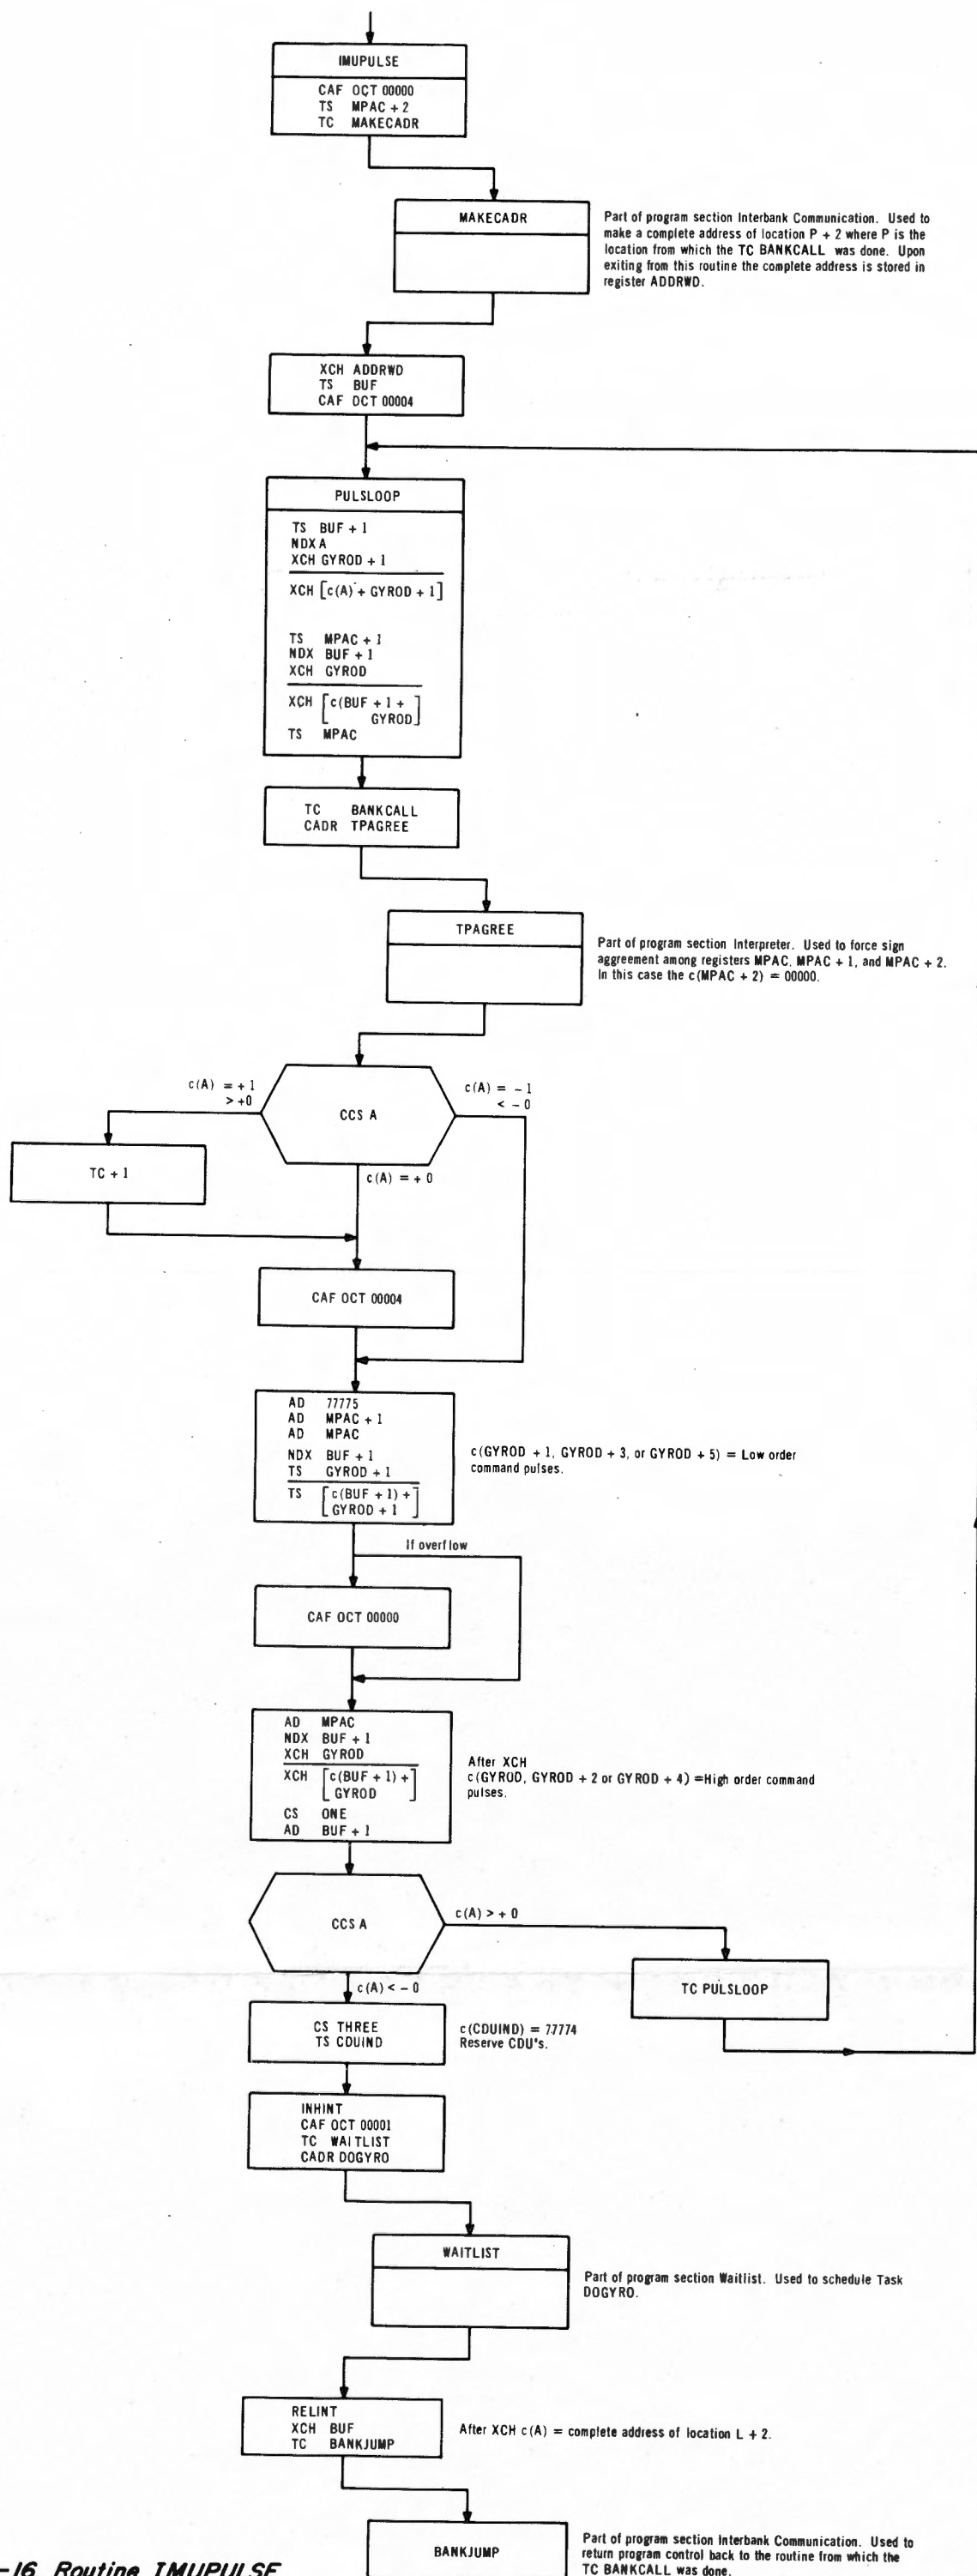 IMUPULSE
CAF OCT 00000
TS MPAC + 2
TC MAKECADR
MAKECADR
Part of program section Interbank Communication. Used to
make a complete address of location P + 2 where P is the
location from which the TC BANKCALL was done. Upon
exiting from this routine the complete address is stored in
register ADDRWD.
XCH ADDRWD
TS BUF
CAF OCT 00004
PULSLOOP
TS BUF + 1
NDX A
XCH GYROD + 1
XCH [c(A) + GYROD + 1]
TS MPAC + 1
NDX BUF + 1
XCH GYROD
XCH [c(BUF + 1 +
GYROD]
TS MPAC
TC BANKCALL
CADR TPAGREE
TPAGREE
Part of program section Interpreter. Used to force sign
aggreement among registers MPAC, MPAC + 1, and MPAC + 2.
In this case the c(MPAC + 2) = 00000.
c(A) = + 1
> +0
c(A) = - 1
< - 0
CCS A
TC + 1
c(A) = + 0
CAF OCT 00004
AD 77775
AD MPAC + 1
AD MPAC
NDX BUF + 1
TS GYROD + 1
TS [c(BUF + 1) +
GYROD + 1]
c(GYROD + 1, GYROD + 3, or GYROD + 5) = Low order
command pulses.
If overflow
CAF OCT 00000
AD MPAC
NDX BUF + 1
XCH GYROD
XCH [c(BUF + 1) +
GYROD]
CS ONE
AD BUF + 1
After XCH
c(GYROD, GYROD + 2 or GYROD + 4) =High order command
pulses.
CCS A
c(A) > + 0
TC PULSLOOP
c(A) < - 0
CS THREE
TS CDUIND
c(CDUIND) = 77774
Reserve CDU's.
INHINT
CAF OCT 00001
TC WAITLIST
CADR DOGYRO
WAITLIST
Part of program section Waitlist. Used to schedule Task
DOGYRO.
RELINT
XCH BUF
TC BANKJUMP
After XCH c(A) = complete address of location L + 2.
BANKJUMP
Part of program section Interbank Communication. Used to
return program control back to the routine from which the
TC BANKCALL was done.
-16 Routine IMUPULSE